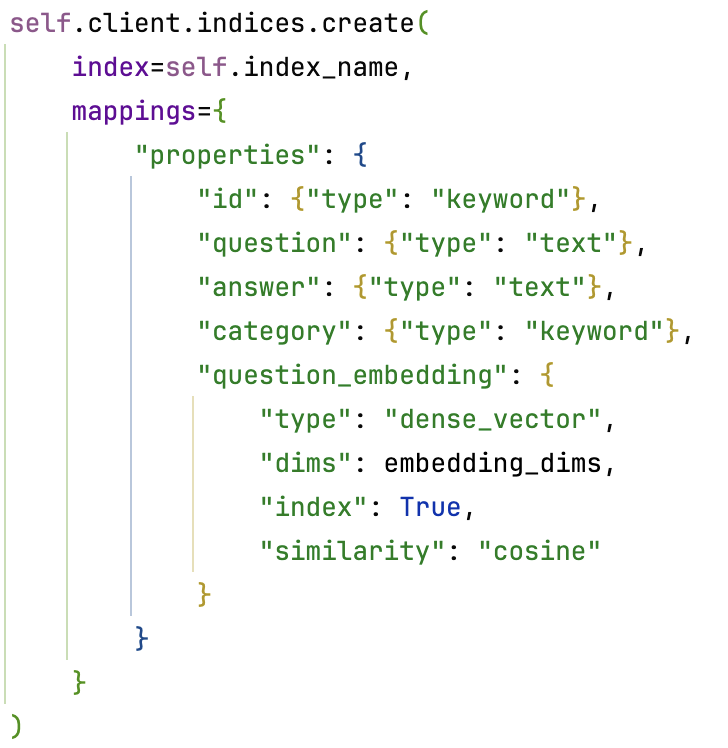 self.client.indices.create(
    index=self.index_name,
    mappings={
        "properties": {
            "id": {"type": "keyword"},
            "question": {"type": "text"},
            "answer": {"type": "text"},
            "category": {"type": "keyword"},
            "question_embedding": {
                "type": "dense_vector",
                "dims": embedding_dims,
                "index": True,
                "similarity": "cosine"
            }
        }
    }
)